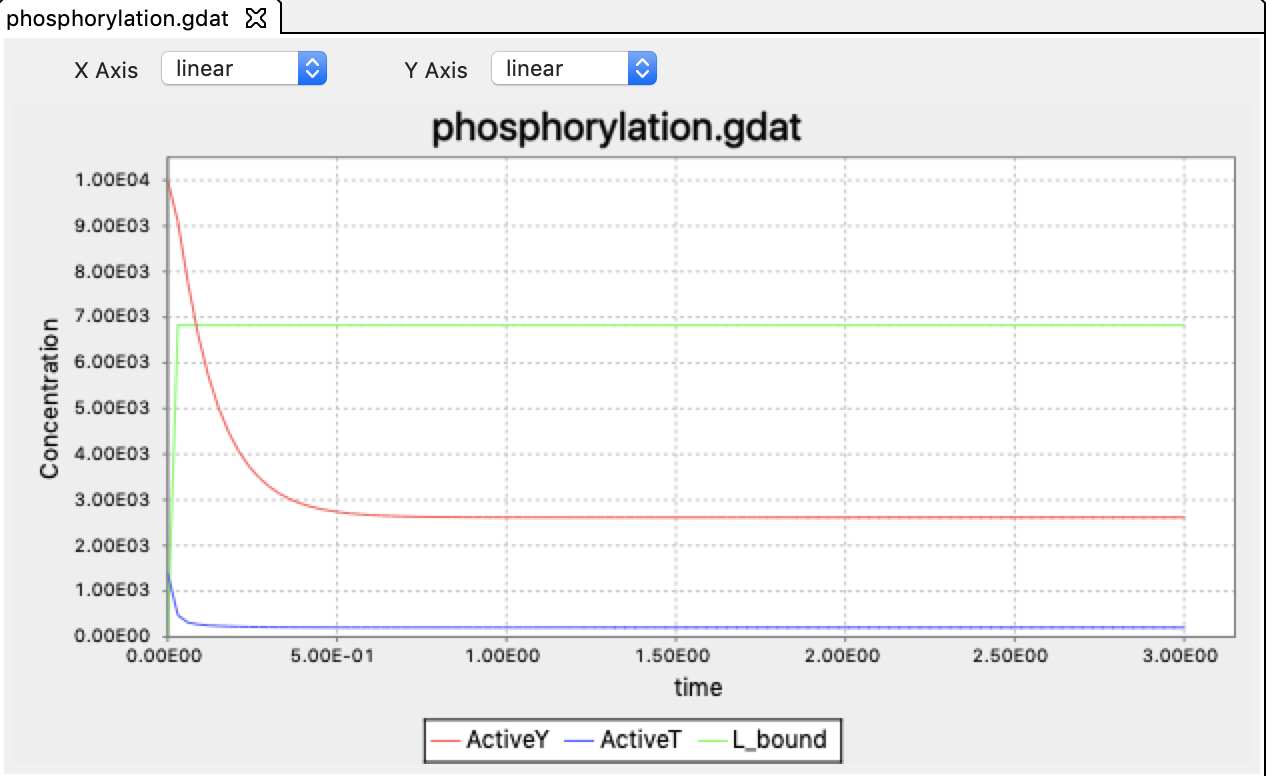 phosphorylation.gdat
X Axis linear Y Axis linear
phosphorylation.gdat
1.00E04
9.00E03
8.00E03
7.00E03
6.00E03
5.00E03
4.00E03
3.00E03
2.00E03
1.00E03
0.00E00
Concentration
0.00E00 5.00E-01 1.00E00 1.50E00 2.00E00 2.50E00 3.00E00
time
ActiveY ActiveT L_bound